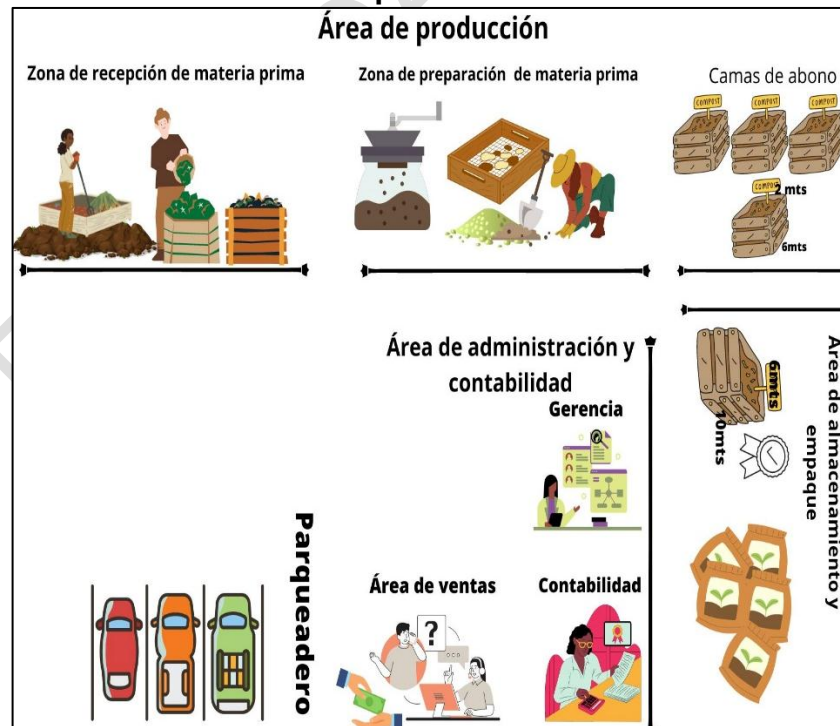 Área de producción
Zona de recepción de materia prima
Zona de preparación de materia prima
Camas de abono
COMPOST
COMPOST
COMPOST
COMPOST
2 mts
6mts
Área de administración y
contabilidad
Gerencia
Área de almacenamiento y
empaque
6mts
10mts
Parqueadero
Área de ventas
Contabilidad
?